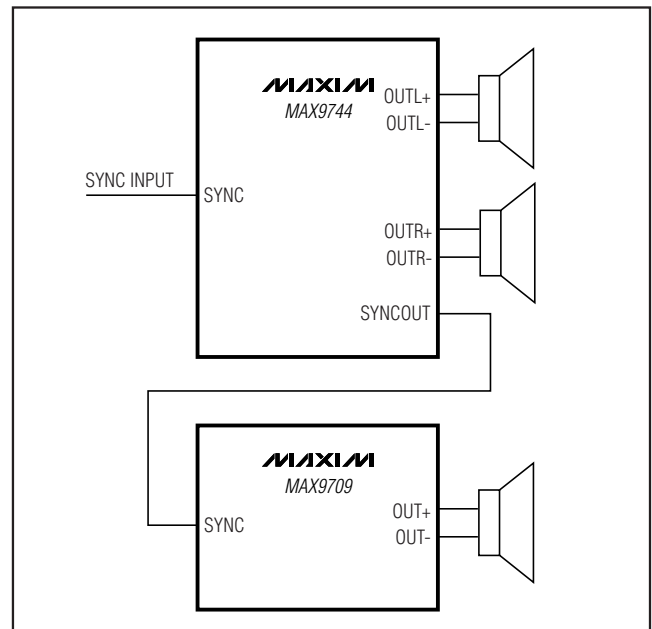 MAXIM
MAX9744
OUTL+
OUTL-
SYNC INPUT
SYNC
OUTR+
OUTR-
SYNCOUT
MAXIM
MAX9709
SYNC
OUT+
OUT-